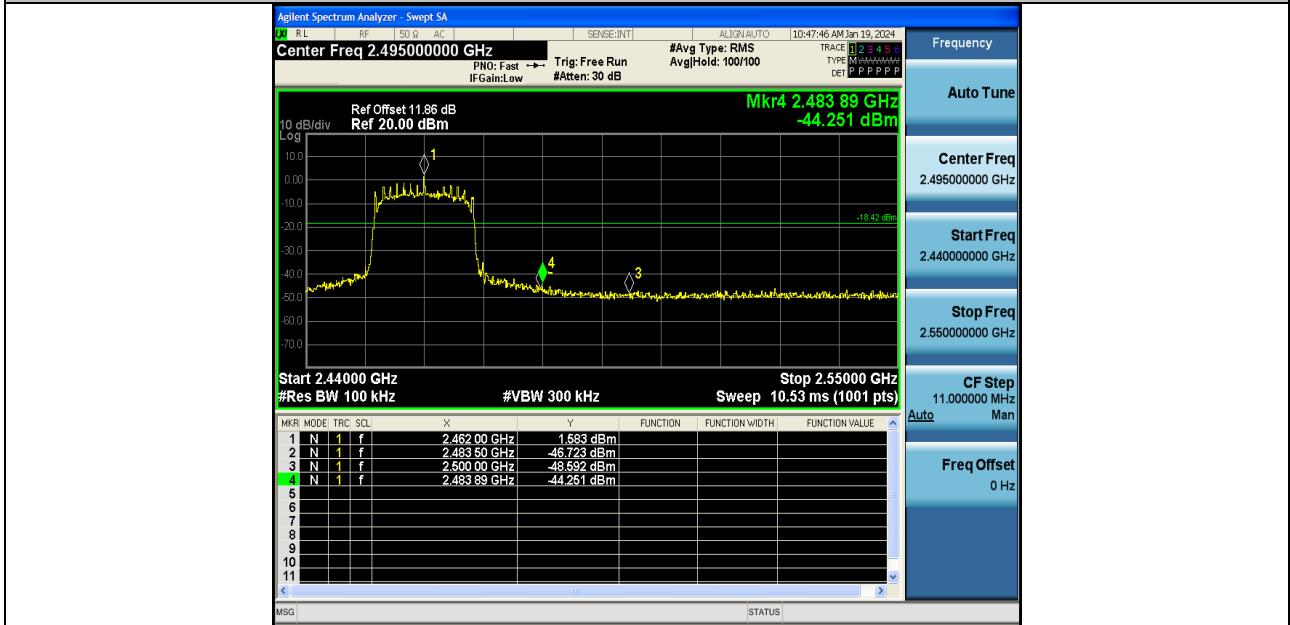 Agilent Spectrum Analyzer - Swept SA
LXI RL RF 50 Ω AC SENSE:INT ALIGN AUTO 10:47:46 AM Jan 19, 2024
Center Freq 2.495000000 GHz
PNO: Fast
IFGain:Low
Trig: Free Run
#Atten: 30 dB
#Avg Type: RMS
Avg|Hold: 100/100
TRACE 1 2 3 4 5 6
TYPE M
DET P P P P P P
Frequency
Auto Tune
Center Freq
2.495000000 GHz
Start Freq
2.440000000 GHz
Stop Freq
2.550000000 GHz
CF Step
11.000000 MHz
Auto Man
Freq Offset
0 Hz
Mkr4 2.483 89 GHz
-44.251 dBm
Ref Offset 11.86 dB
10 dB/div Ref 20.00 dBm
Log
10.0
0.00
-10.0
-20.0
-30.0
-40.0
-50.0
-60.0
-70.0
1
-18.42 dBm
4
3
Start 2.44000 GHz Stop 2.55000 GHz
#Res BW 100 kHz #VBW 300 kHz Sweep 10.53 ms (1001 pts)
MKR MODE TRC SCL X Y FUNCTION FUNCTION WIDTH FUNCTION VALUE
1 N 1 f 2.462 00 GHz 1.583 dBm
2 N 1 f 2.483 50 GHz -46.723 dBm
3 N 1 f 2.500 00 GHz -48.592 dBm
4 N 1 f 2.483 89 GHz -44.251 dBm
5
6
7
8
9
10
11
MSG STATUS